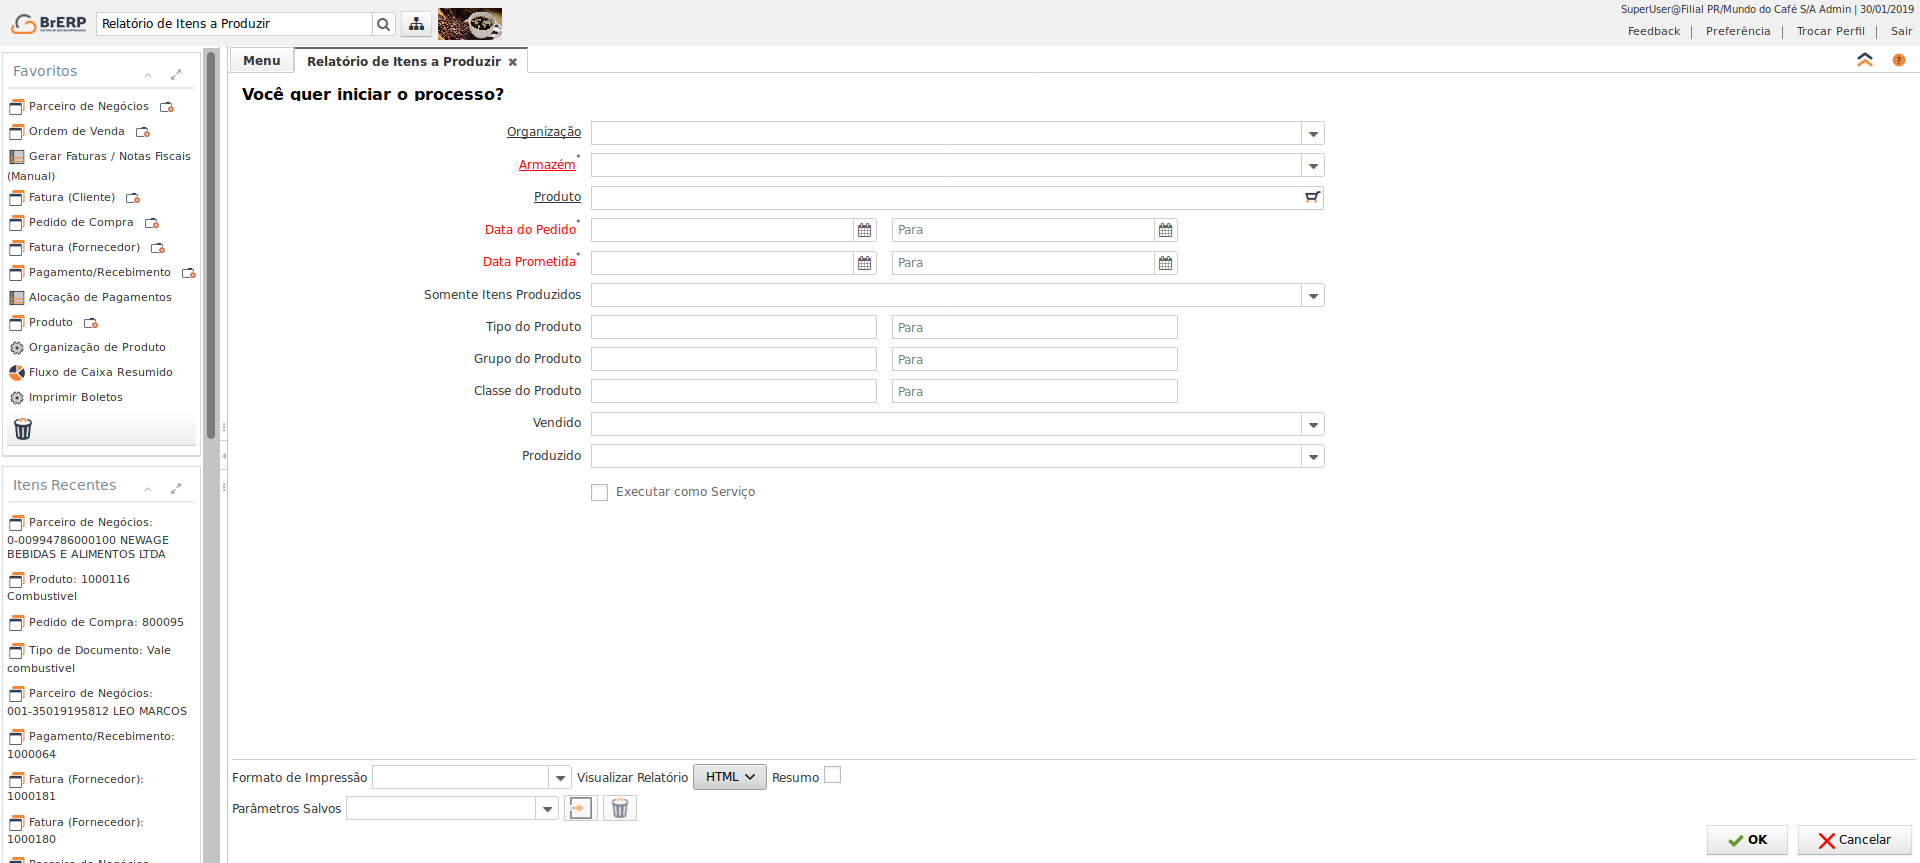 BrERP
Relatório de Itens a Produzir
SuperUser@Filial PR/Mundo do Café S/A Admin | 30/01/2019
Feedback | Preferência | Trocar Perfil | Sair
Favoritos
Parceiro de Negócios
Ordem de Venda
Gerar Faturas / Notas Fiscais
(Manual)
Fatura (Cliente)
Pedido de Compra
Fatura (Fornecedor)
Pagamento/Recebimento
Alocação de Pagamentos
Produto
Organização de Produto
Fluxo de Caixa Resumido
Imprimir Boletos
Itens Recentes
Parceiro de Negócios:
0-00994786000100 NEWAGE
BEBIDAS E ALIMENTOS LTDA
Produto: 1000116
Combustivel
Pedido de Compra: 800095
Tipo de Documento: Vale
combustivel
Parceiro de Negócios:
001-35019195812 LEO MARCOS
Pagamento/Recebimento:
1000064
Fatura (Fornecedor):
1000181
Fatura (Fornecedor):
1000180
Parceiro de Negócios
Menu
Relatório de Itens a Produzir
Você quer iniciar o processo?
Organização
Armazém*
Produto
Data do Pedido* Para
Data Prometida* Para
Somente Itens Produzidos
Tipo do Produto Para
Grupo do Produto Para
Classe do Produto Para
Vendido
Produzido
Executar como Serviço
Formato de Impressão Visualizar Relatório HTML Resumo
Parâmetros Salvos
OK Cancelar